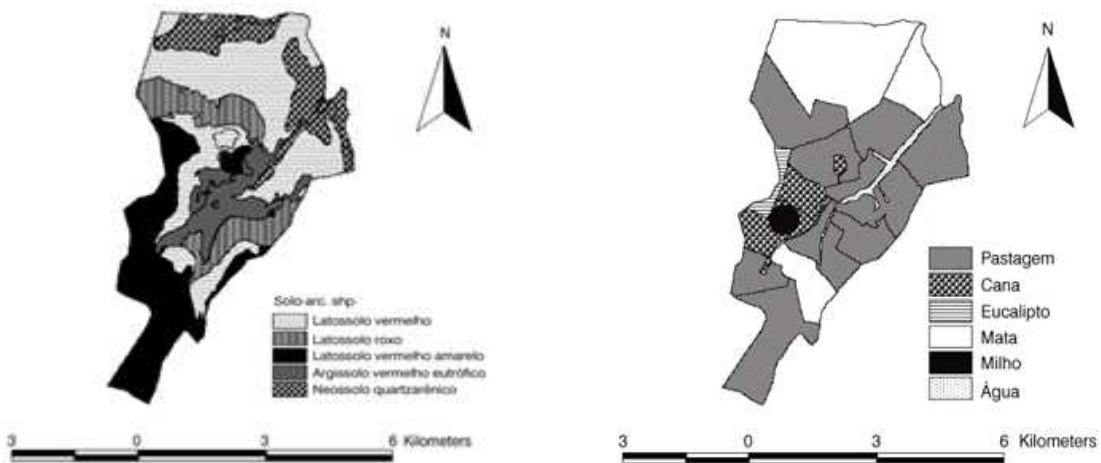 N
Solo-arc. shp-
Latossolo vermelho
Latossolo roxo
Latossolo vermelho amarelo
Argissolo vermelho eutrófico
Neossolo quartzarênico
3 0 3 6 Kilometers
N
Pastagem
Cana
Eucalipto
Mata
Milho
Água
3 0 3 6 Kilometers